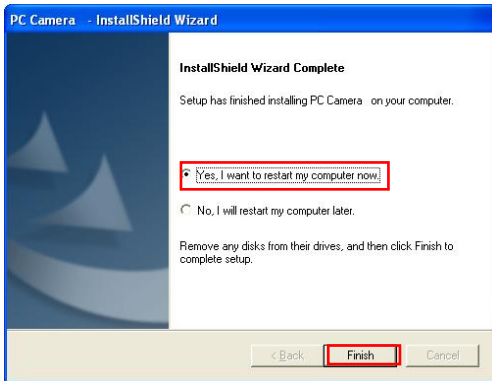 PC Camera - InstallShield Wizard
InstallShield Wizard Complete
Setup has finished installing PC Camera on your computer.
Yes, I want to restart my computer now.
No, I will restart my computer later.
Remove any disks from their drives, and then click Finish to
complete setup.
< Back
Finish
Cancel